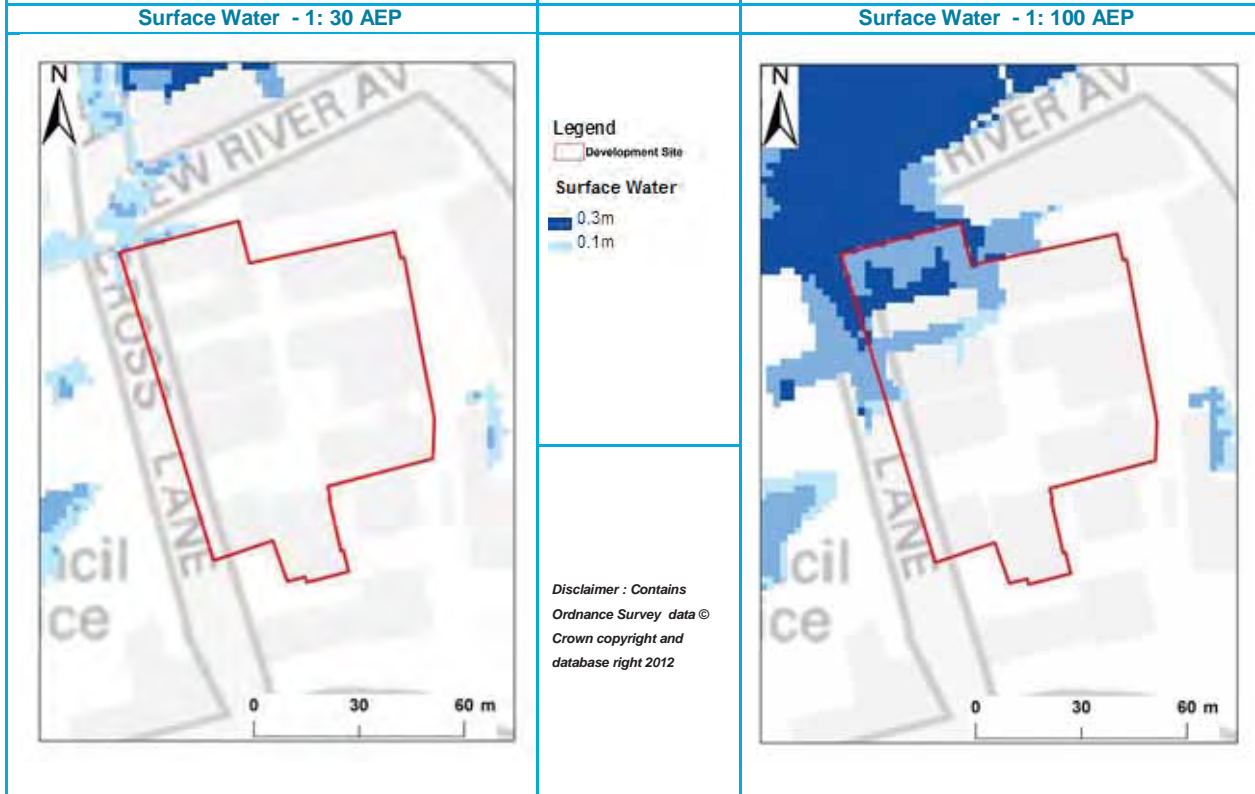 Surface Water - 1: 30 AEP
Surface Water - 1: 100 AEP
N
EW RIVER AV
CROSS LANE
ncil
ice
0 30 60 m
Legend
Development Site
Surface Water
0.3m
0.1m
Disclaimer : Contains
Ordnance Survey data ©
Crown copyright and
database right 2012
N
RIVER AV
LANE
ncil
ice
0 30 60 m